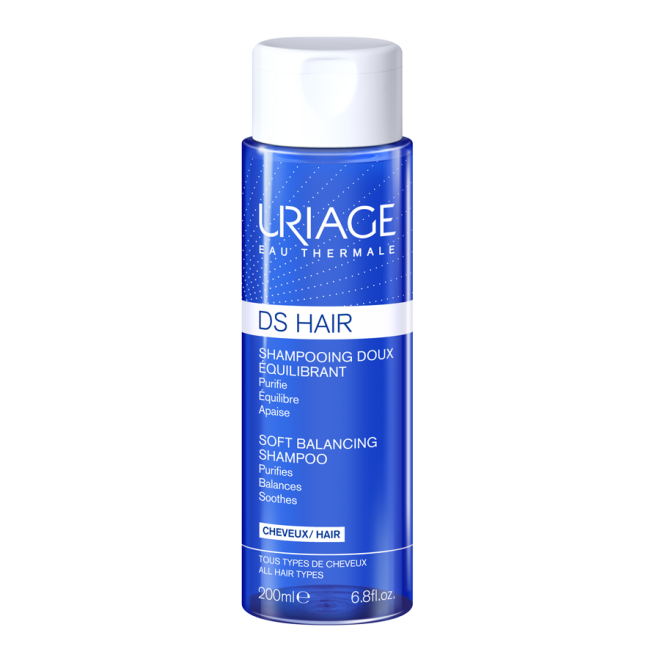 URIAGE
EAU THERMALE
DS HAIR
SHAMPOOING DOUX
ÉQUILIBRANT
Purifie
Équilibre
Apaise
SOFT BALANCING
SHAMPOO
Purifies
Balances
Soothes
CHEVEUX/ HAIR
TOUS TYPES DE CHEVEUX
ALL HAIR TYPES
200ml℮ 6.8fl.oz.